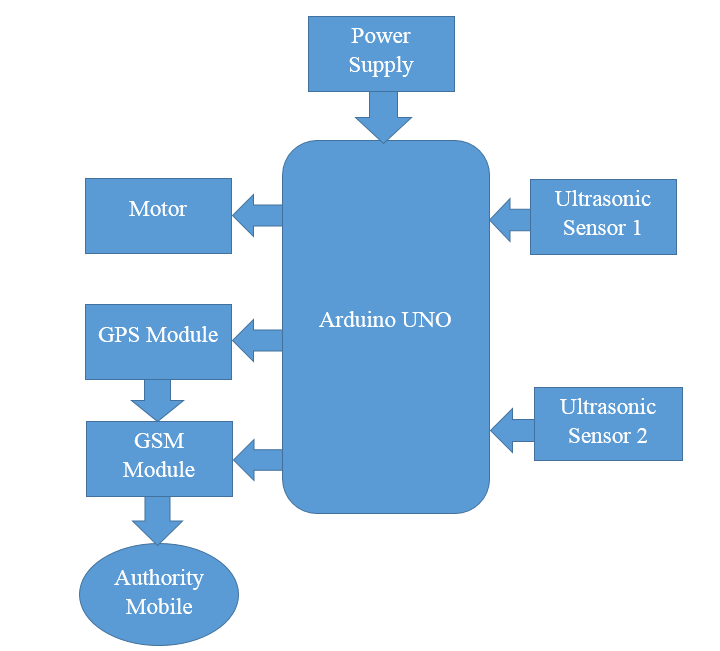 Power
Supply
Motor
Ultrasonic
Sensor 1
GPS Module
Arduino UNO
Ultrasonic
Sensor 2
GSM
Module
Authority
Mobile